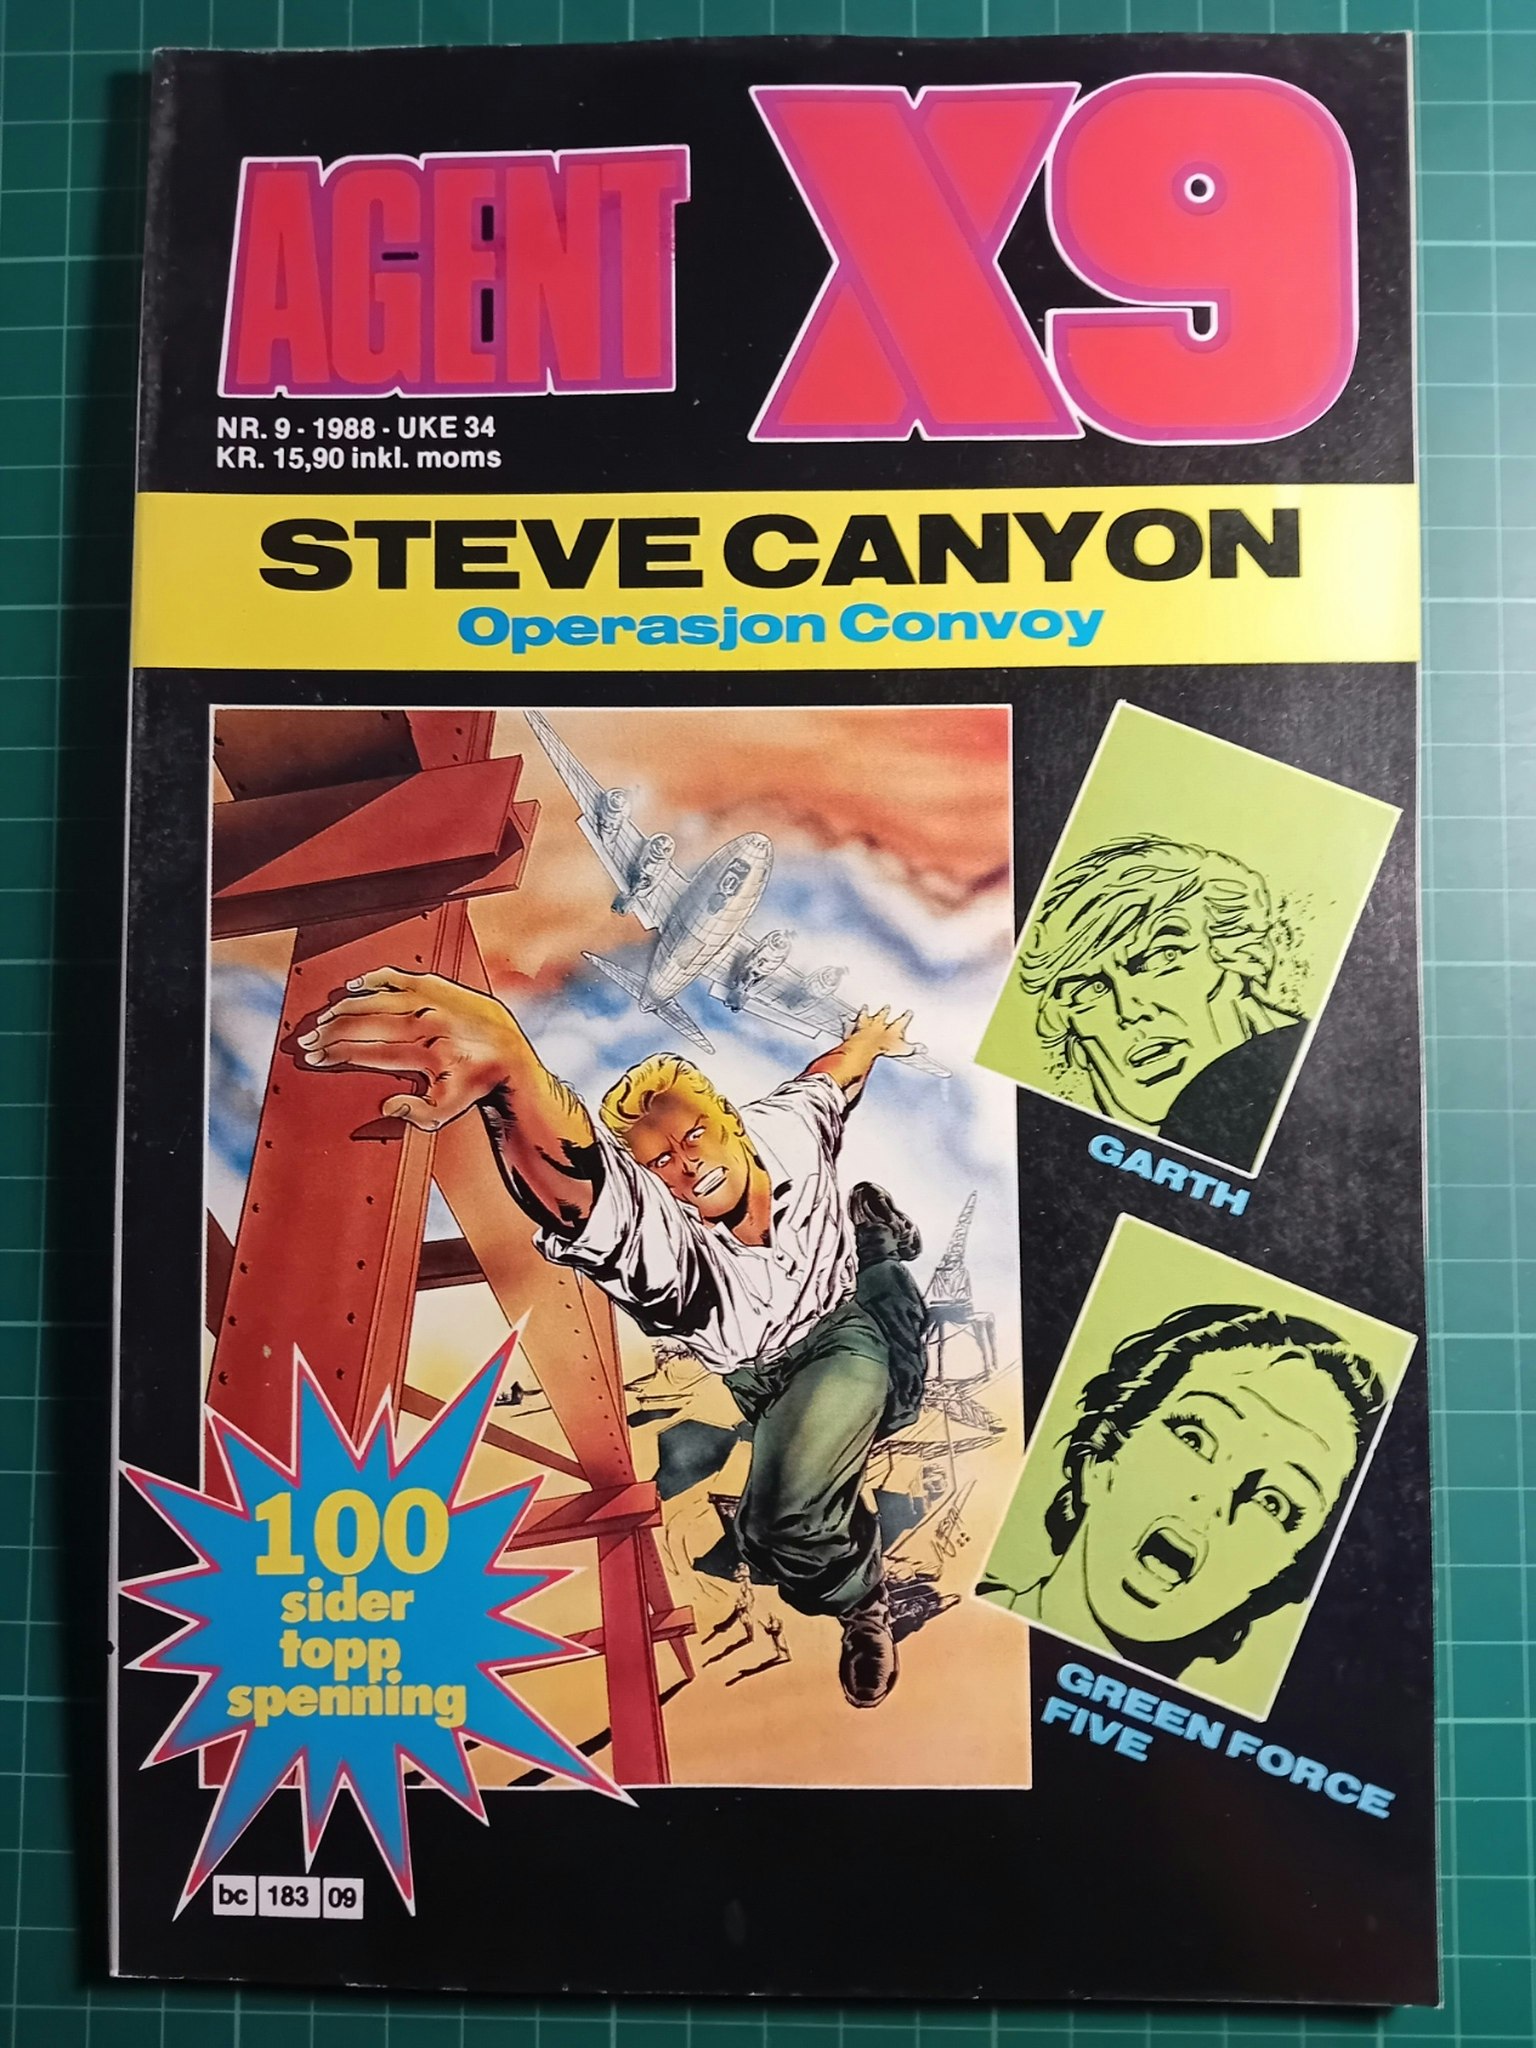 AGENT X9
NR. 9 - 1988 - UKE 34
KR. 15,90 inkl. moms
STEVE CANYON
Operasjon Convoy
GARTH
GREEN FORCE
FIVE
100
sider
topp
spenning
bc 183 09